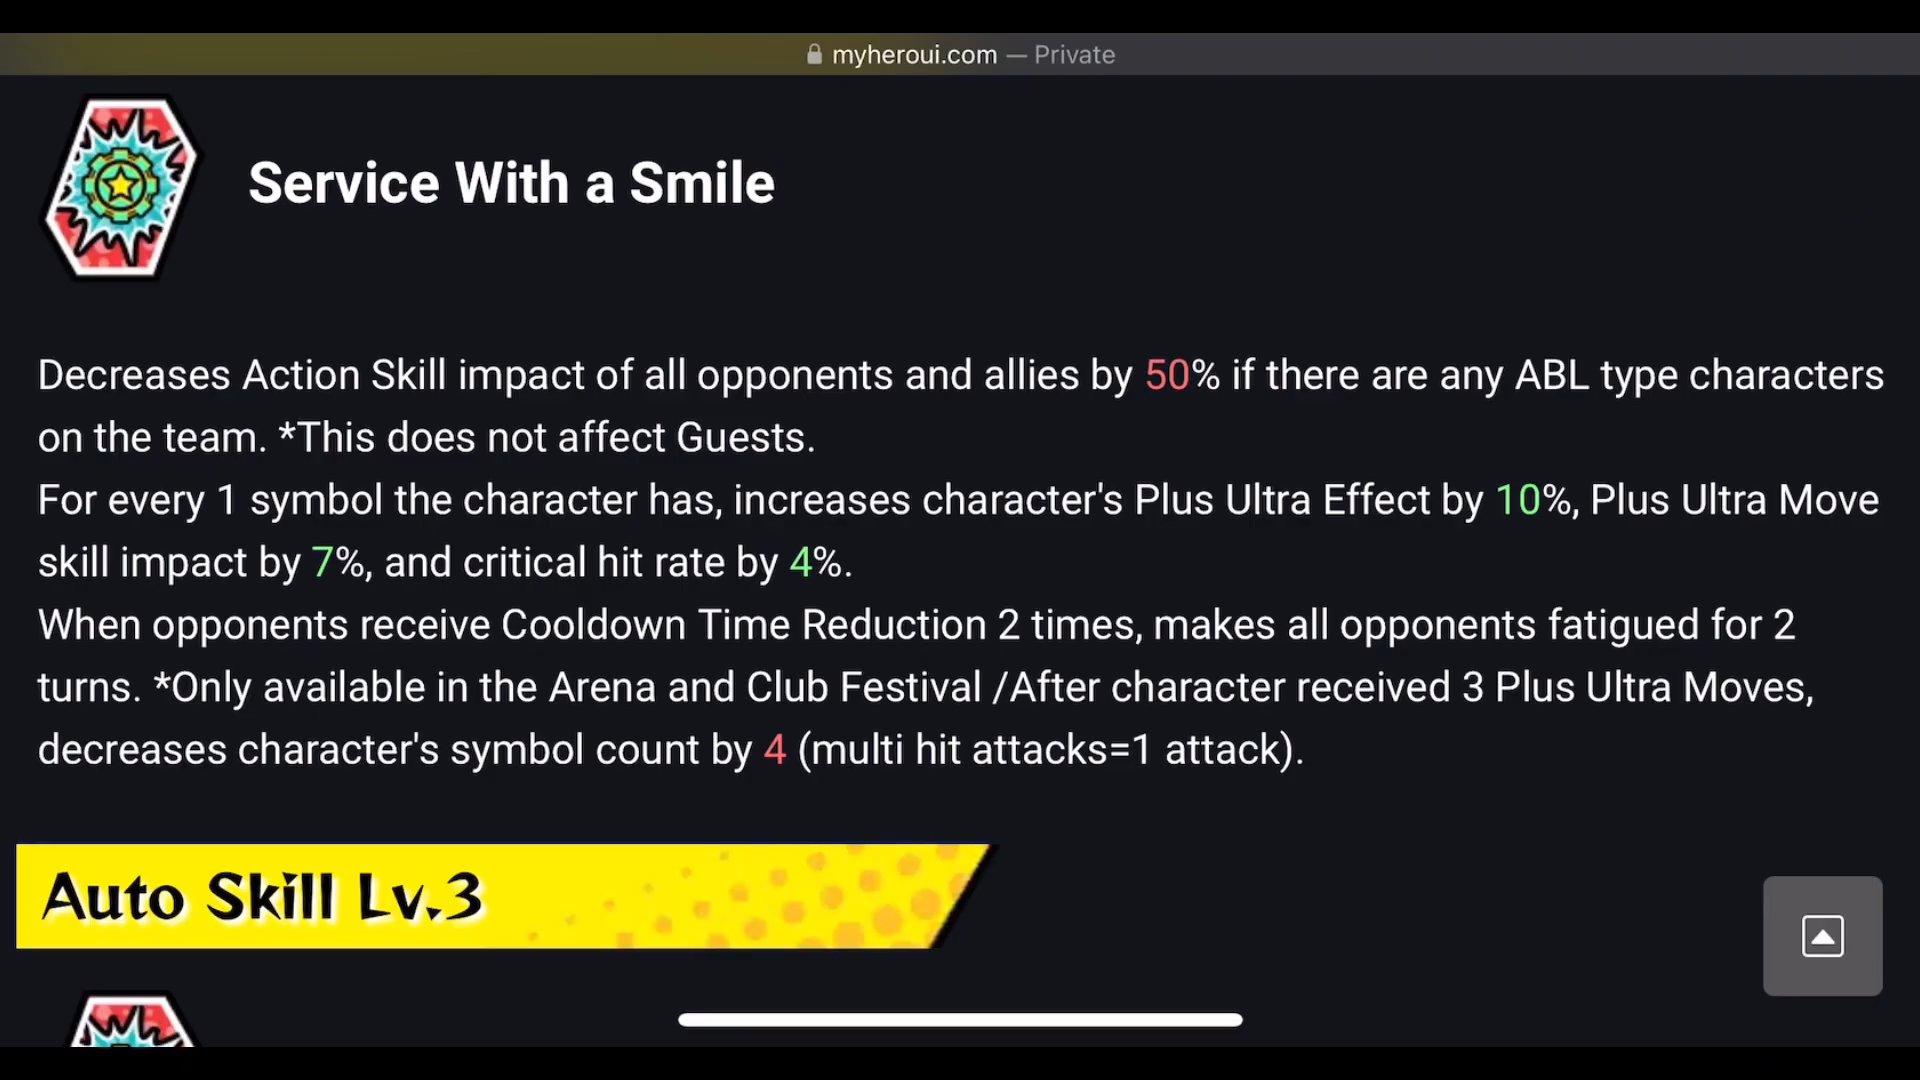 myheroui.com — Private
Service With a Smile
Decreases Action Skill impact of all opponents and allies by 50% if there are any ABL type characters
on the team. *This does not affect Guests.
For every 1 symbol the character has, increases character's Plus Ultra Effect by 10%, Plus Ultra Move
skill impact by 7%, and critical hit rate by 4%.
When opponents receive Cooldown Time Reduction 2 times, makes all opponents fatigued for 2
turns. *Only available in the Arena and Club Festival /After character received 3 Plus Ultra Moves,
decreases character's symbol count by 4 (multi hit attacks=1 attack).
Auto Skill Lv.3